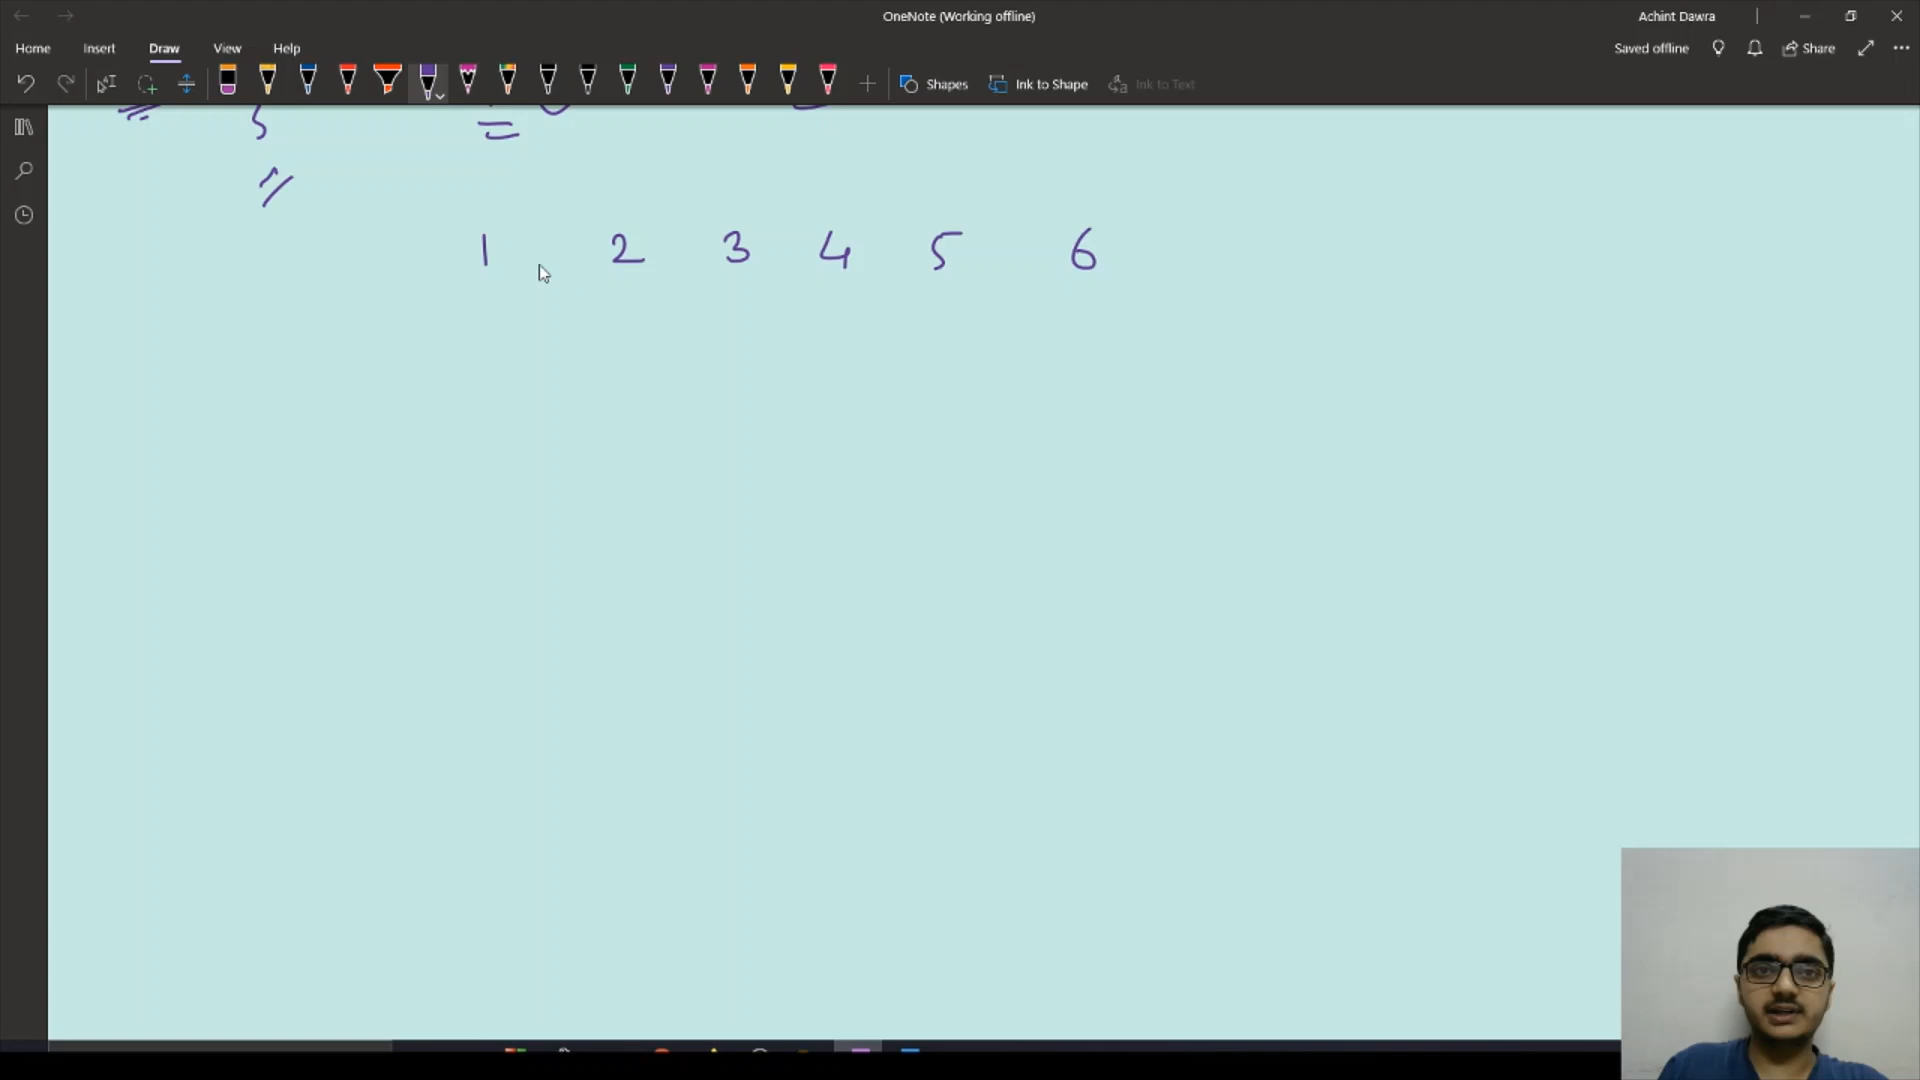 OneNote (Working offline)
Achint Dawra
Home Insert Draw View Help
Saved offline
Share
Shapes
Ink to Shape
Ink to Text
1 2 3 4 5 6